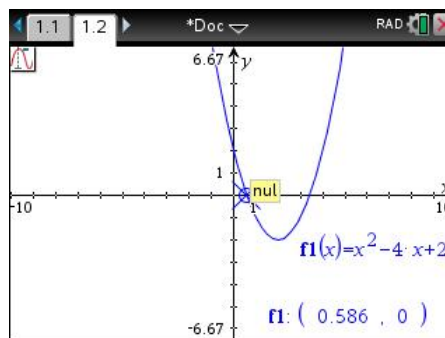 1.1 1.2 *Doc RAD
6.67 y
1
nul
-10 1 10
f1(x)=x²-4·x+2
f1: ( 0.586 , 0 )
-6.67